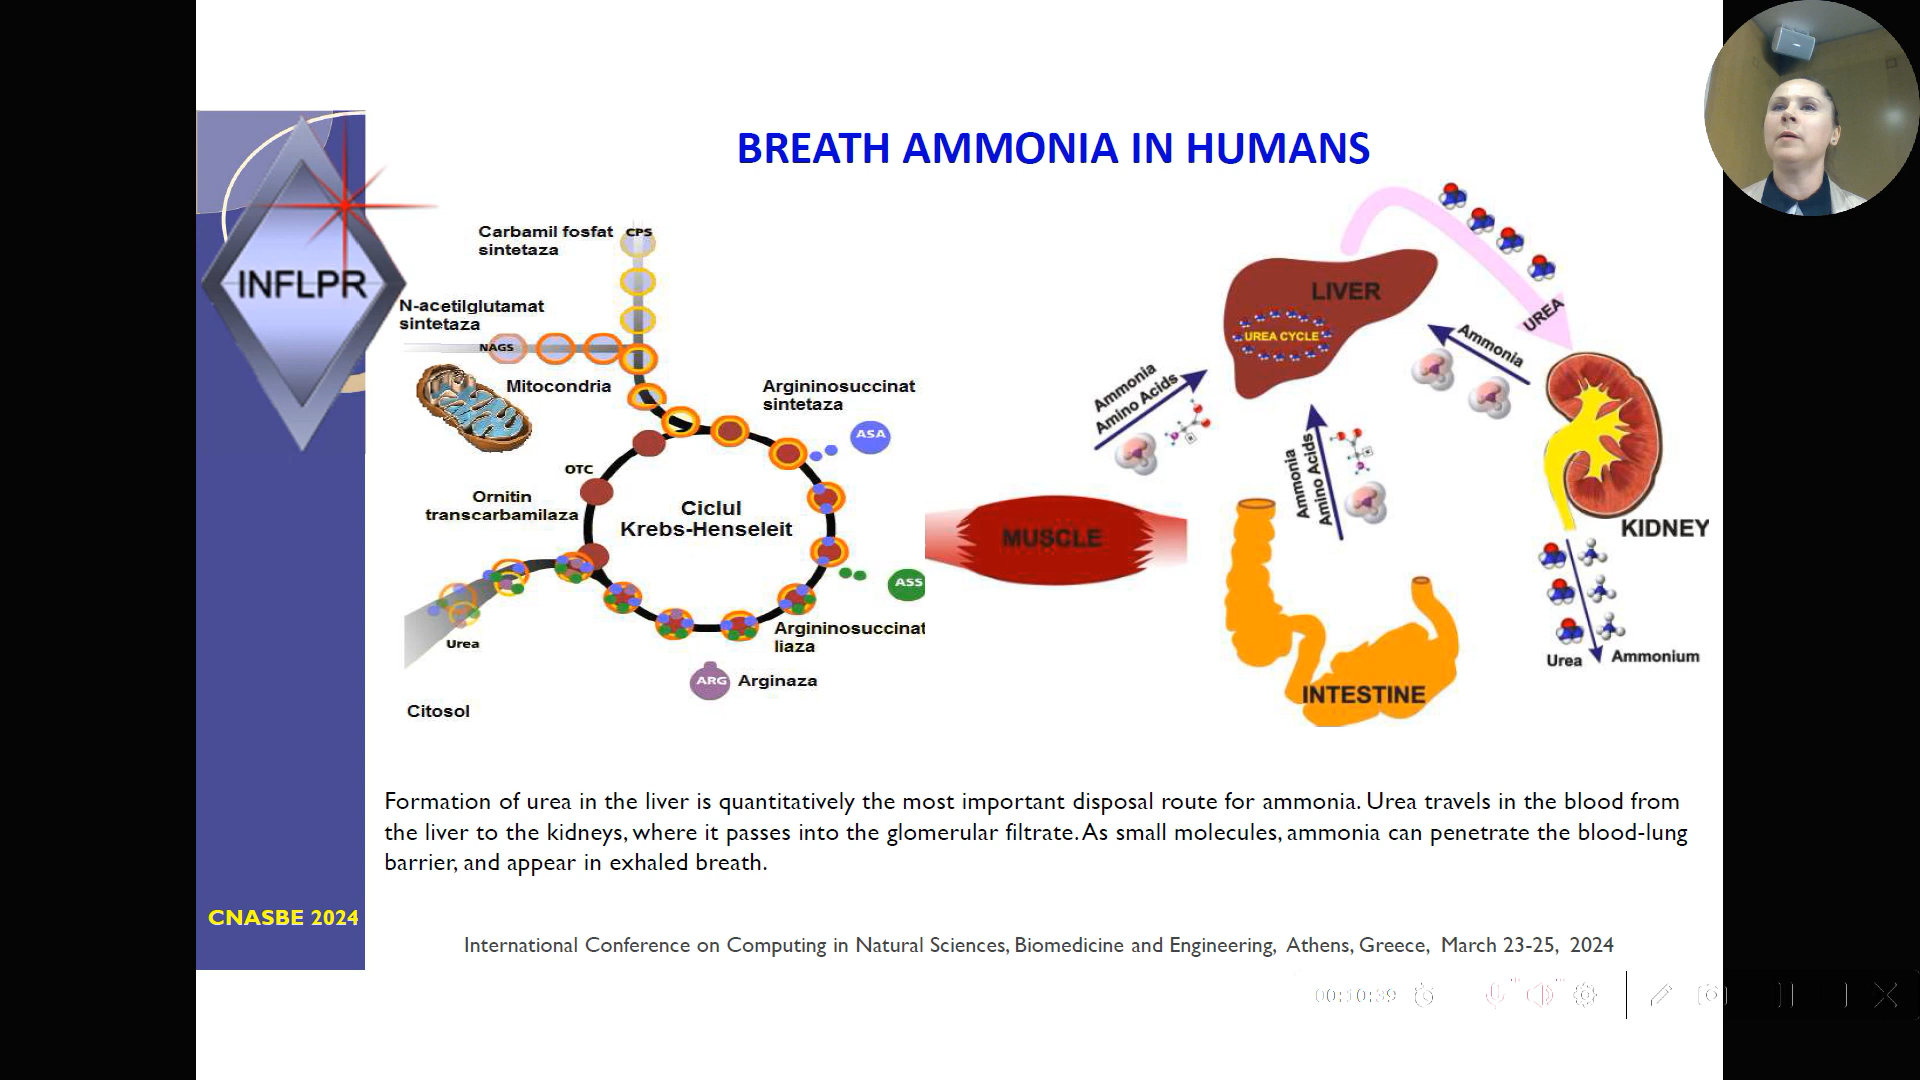 BREATH AMMONIA IN HUMANS
INFLPR
Carbamil fosfat
sintetaza
CPS
N-acetilglutamat
sintetaza
NAGS
Mitocondria
Argininosuccinat
sintetaza
ASA
OTC
Ornitin
transcarbamilaza
Ciclul
Krebs-Henseleit
ASS
Argininosuccinat
liaza
Urea
ARG
Arginaza
Citosol
LIVER
UREA CYCLE
UREA
Ammonia
Ammonia
Amino Acids
Ammonia
Amino Acids
MUSCLE
KIDNEY
INTESTINE
Urea
Ammonium
Formation of urea in the liver is quantitatively the most important disposal route for ammonia. Urea travels in the blood from
the liver to the kidneys, where it passes into the glomerular filtrate. As small molecules, ammonia can penetrate the blood-lung
barrier, and appear in exhaled breath.
CNASBE 2024
International Conference on Computing in Natural Sciences, Biomedicine and Engineering, Athens, Greece, March 23-25, 2024
00:10:39